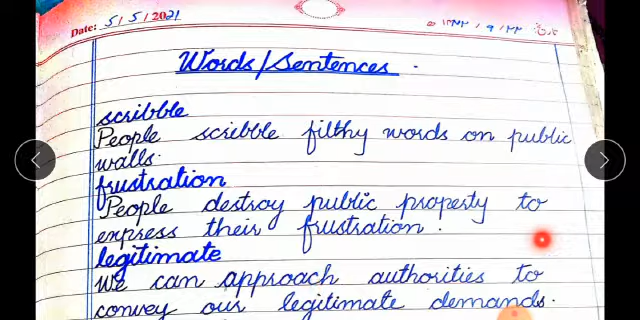 Date: 5/5/2021
Words/Sentences
scribble
People scribble filthy words on public
walls.
frustration
People destroy public property to
express their frustration.
legitimate
We can approach authorities to
convey our legitimate demands.